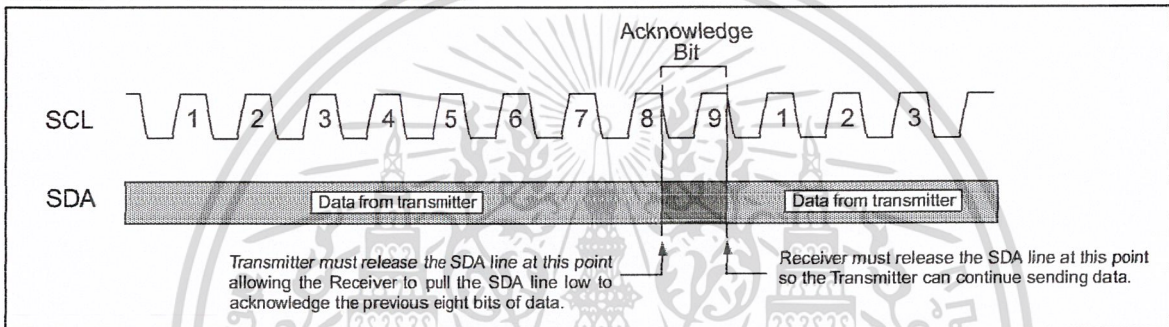 Acknowledge
Bit
SCL 1 2 3 4 5 6 7 8 9 1 2 3
SDA Data from transmitter Data from transmitter
Transmitter must release the SDA line at this point
allowing the Receiver to pull the SDA line low to
acknowledge the previous eight bits of data.
Receiver must release the SDA line at this point
so the Transmitter can continue sending data.